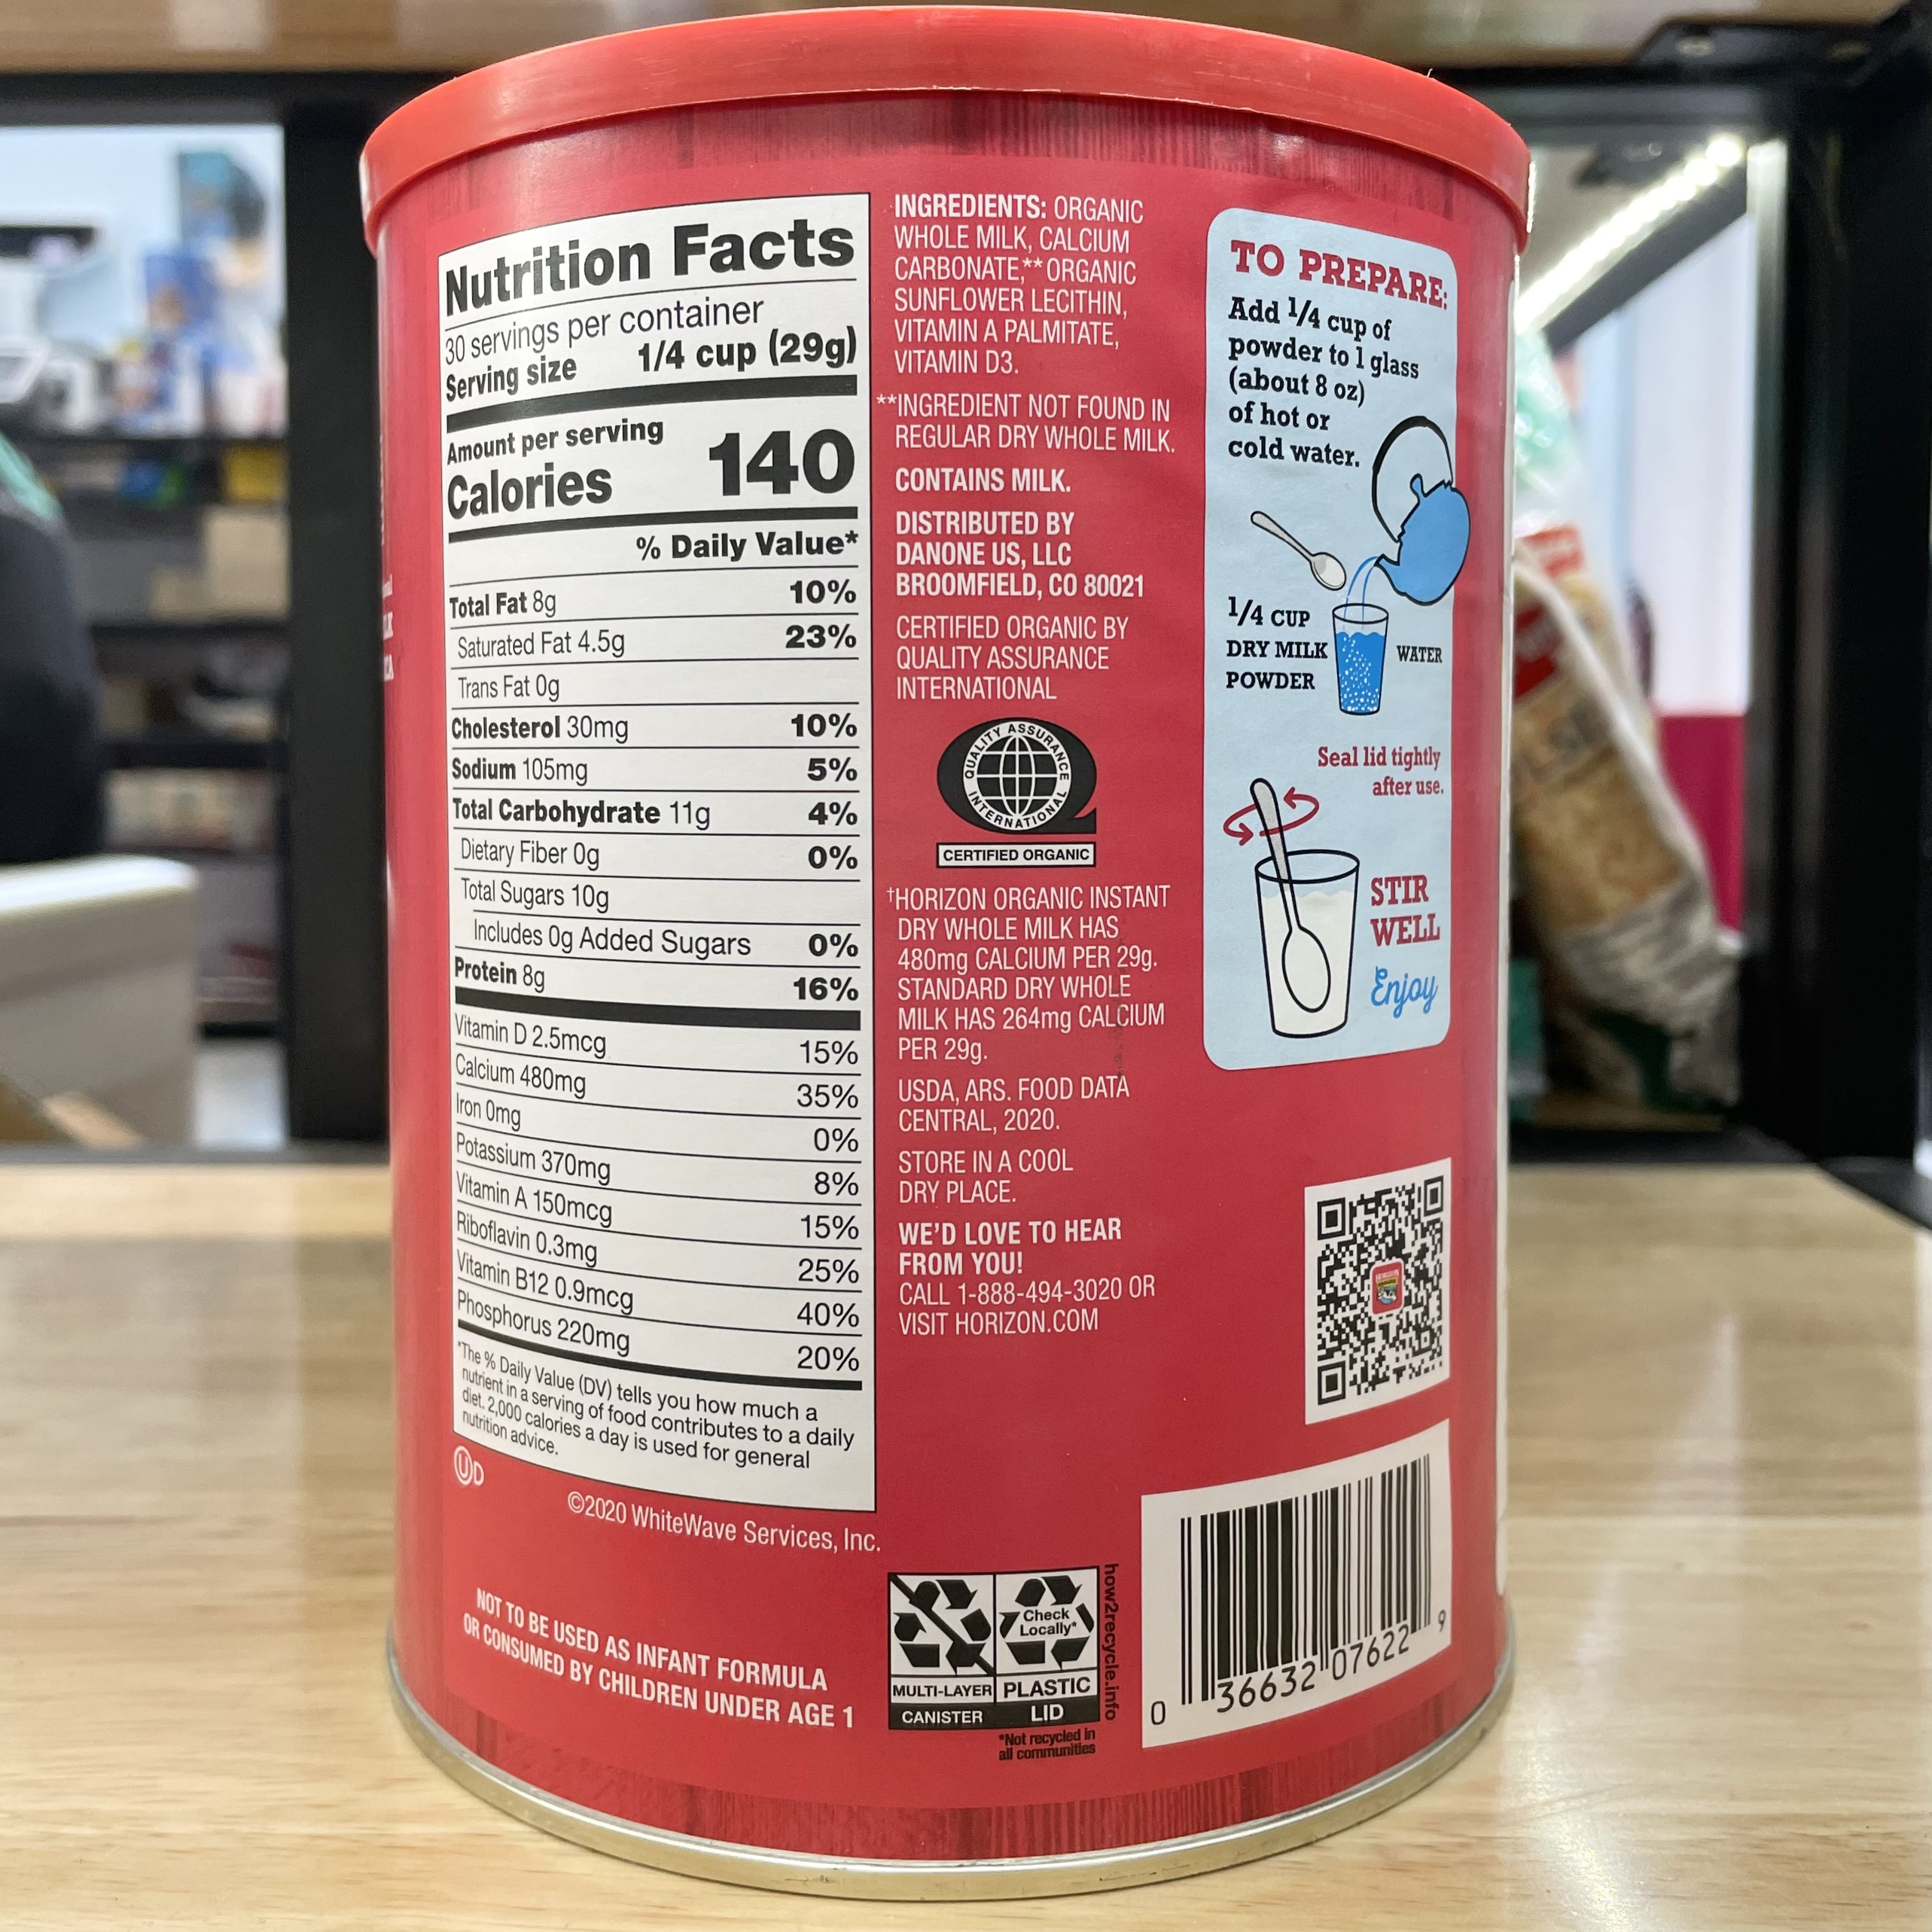 Nutrition Facts
30 servings per container
Serving size 1/4 cup (29g)
Amount per serving
Calories 140
% Daily Value*
Total Fat 8g 10%
Saturated Fat 4.5g 23%
Trans Fat 0g
Cholesterol 30mg 10%
Sodium 105mg 5%
Total Carbohydrate 11g 4%
Dietary Fiber 0g 0%
Total Sugars 10g
Includes 0g Added Sugars 0%
Protein 8g 16%
Vitamin D 2.5mcg 15%
Calcium 480mg 35%
Iron 0mg 0%
Potassium 370mg 8%
Vitamin A 150mcg 15%
Riboflavin 0.3mg 25%
Vitamin B12 0.9mcg 40%
Phosphorus 220mg 20%
*The % Daily Value (DV) tells you how much a
nutrient in a serving of food contributes to a daily
diet. 2,000 calories a day is used for general
nutrition advice.
UD
©2020 WhiteWave Services, Inc.
NOT TO BE USED AS INFANT FORMULA
OR CONSUMED BY CHILDREN UNDER AGE 1
INGREDIENTS: ORGANIC
WHOLE MILK, CALCIUM
CARBONATE,** ORGANIC
SUNFLOWER LECITHIN,
VITAMIN A PALMITATE,
VITAMIN D3.
**INGREDIENT NOT FOUND IN
REGULAR DRY WHOLE MILK.
CONTAINS MILK.
DISTRIBUTED BY
DANONE US, LLC
BROOMFIELD, CO 80021
CERTIFIED ORGANIC BY
QUALITY ASSURANCE
INTERNATIONAL
QUALITY ASSURANCE
INTERNATIONAL
CERTIFIED ORGANIC
†HORIZON ORGANIC INSTANT
DRY WHOLE MILK HAS
480mg CALCIUM PER 29g.
STANDARD DRY WHOLE
MILK HAS 264mg CALCIUM
PER 29g.
USDA, ARS. FOOD DATA
CENTRAL, 2020.
STORE IN A COOL
DRY PLACE.
WE'D LOVE TO HEAR
FROM YOU!
CALL 1-888-494-3020 OR
VISIT HORIZON.COM
MULTI-LAYER
CANISTER
Check
Locally*
PLASTIC
LID
*Not recycled in
all communities
how2recycle.info
TO PREPARE:
Add 1/4 cup of
powder to 1 glass
(about 8 oz)
of hot or
cold water.
1/4 CUP
DRY MILK
POWDER
WATER
Seal lid tightly
after use.
STIR
WELL
Enjoy
0 36632 07622 9